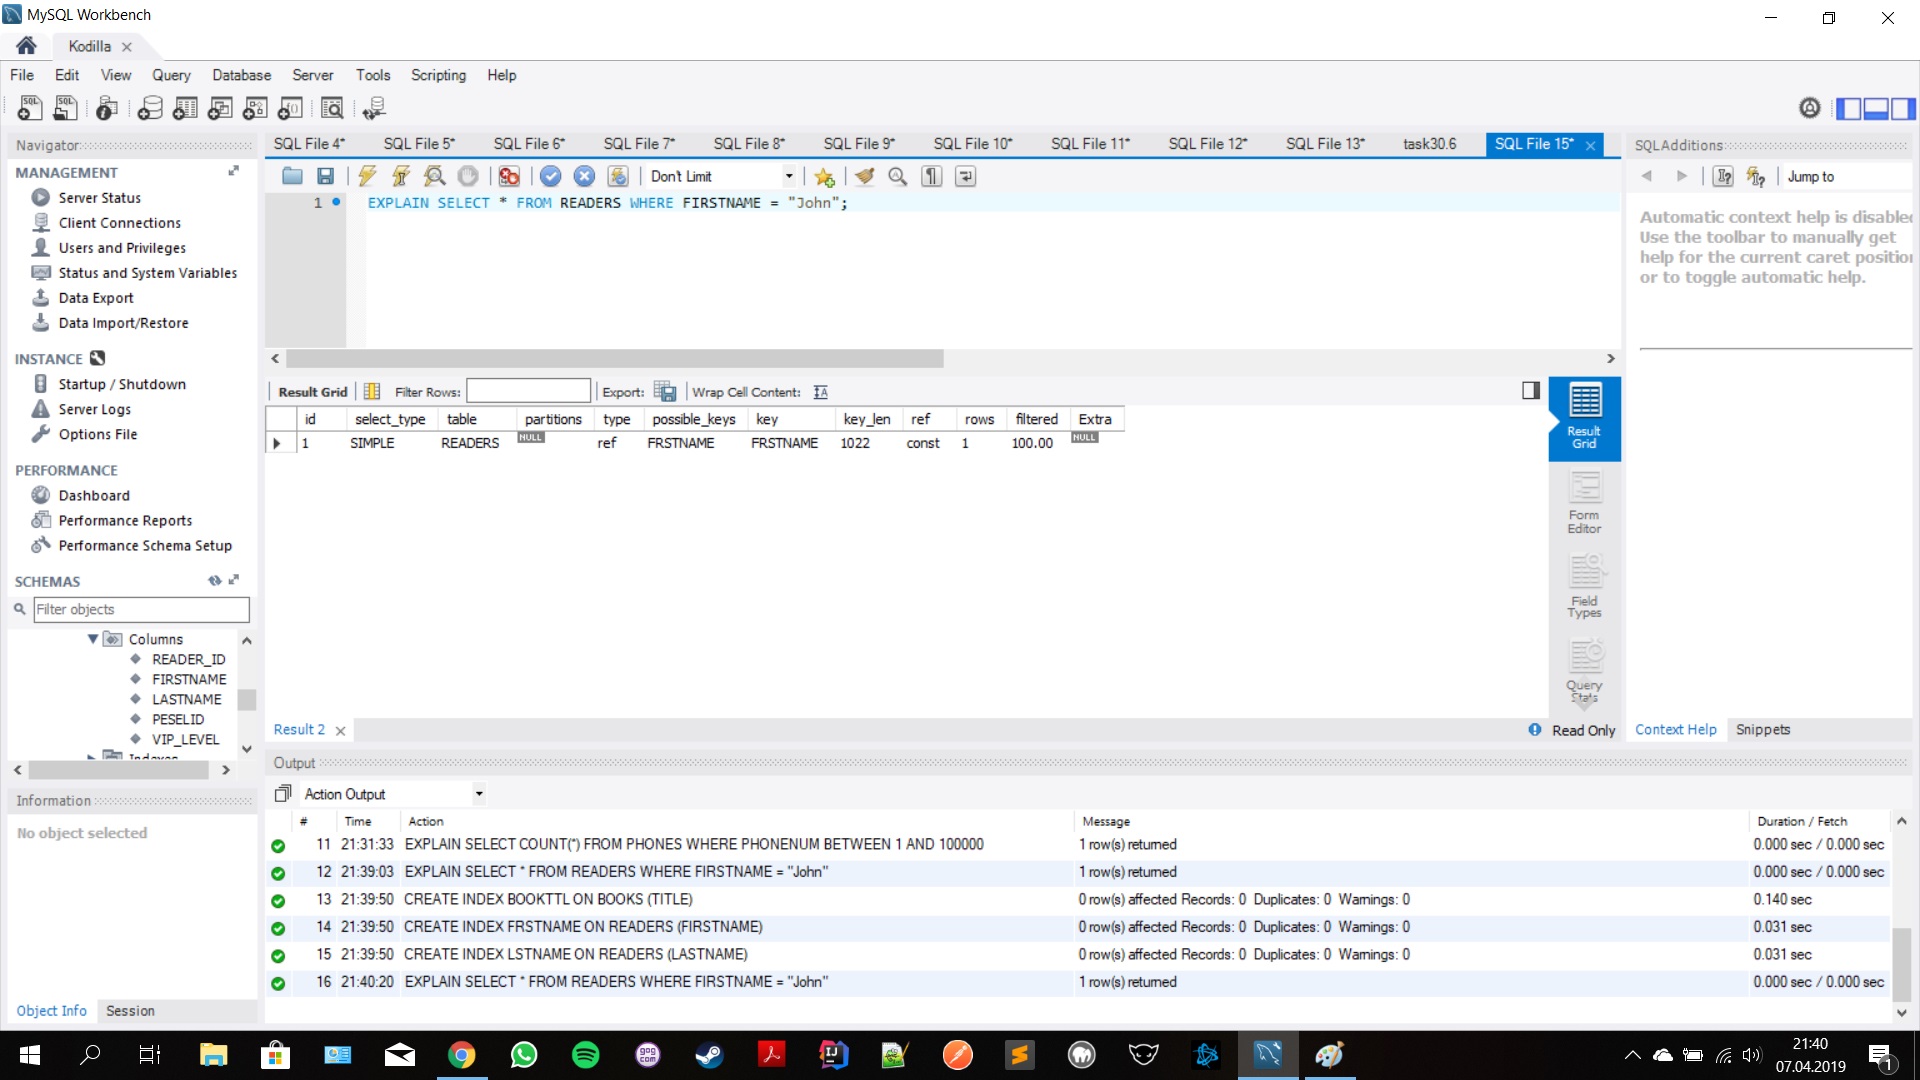 MySQL Workbench
Kodilla
File Edit View Query Database Server Tools Scripting Help
Navigator
MANAGEMENT
Server Status
Client Connections
Users and Privileges
Status and System Variables
Data Export
Data Import/Restore
INSTANCE
Startup / Shutdown
Server Logs
Options File
PERFORMANCE
Dashboard
Performance Reports
Performance Schema Setup
SCHEMAS
Filter objects
Columns
READER_ID
FIRSTNAME
LASTNAME
PESELID
VIP_LEVEL
Indexes
Information
No object selected
Object Info Session
SQL File 4* SQL File 5* SQL File 6* SQL File 7* SQL File 8* SQL File 9* SQL File 10* SQL File 11* SQL File 12* SQL File 13* task30.6 SQL File 15*
Don't Limit
1 EXPLAIN SELECT * FROM READERS WHERE FIRSTNAME = "John";
Result Grid Filter Rows: Export: Wrap Cell Content:
id select_type table partitions type possible_keys key key_len ref rows filtered Extra
1 SIMPLE READERS NULL ref FRSTNAME FRSTNAME 1022 const 1 100.00 NULL
Result Grid
Form Editor
Field Types
Query Stats
Result 2
Read Only
SQLAdditions
Jump to
Automatic context help is disabled
Use the toolbar to manually get
help for the current caret position
or to toggle automatic help.
Context Help Snippets
Output
Action Output
# Time Action Message Duration / Fetch
11 21:31:33 EXPLAIN SELECT COUNT(*) FROM PHONES WHERE PHONENUM BETWEEN 1 AND 100000 1 row(s) returned 0.000 sec / 0.000 sec
12 21:39:03 EXPLAIN SELECT * FROM READERS WHERE FIRSTNAME = "John" 1 row(s) returned 0.000 sec / 0.000 sec
13 21:39:50 CREATE INDEX BOOKTTL ON BOOKS (TITLE) 0 row(s) affected Records: 0 Duplicates: 0 Warnings: 0 0.140 sec
14 21:39:50 CREATE INDEX FRSTNAME ON READERS (FIRSTNAME) 0 row(s) affected Records: 0 Duplicates: 0 Warnings: 0 0.031 sec
15 21:39:50 CREATE INDEX LSTNAME ON READERS (LASTNAME) 0 row(s) affected Records: 0 Duplicates: 0 Warnings: 0 0.031 sec
16 21:40:20 EXPLAIN SELECT * FROM READERS WHERE FIRSTNAME = "John" 1 row(s) returned 0.000 sec / 0.000 sec
21:40
07.04.2019
1